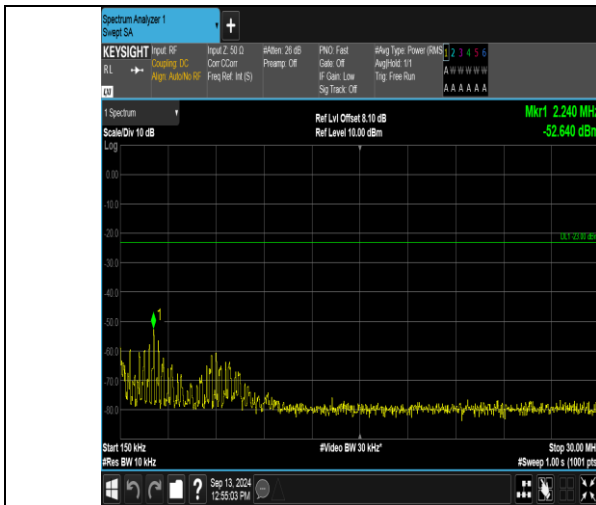 Spectrum Analyzer 1
Swept SA
+
KEYSIGHT Input: RF Input Z: 50 Ω #Atten: 26 dB PNO: Fast #Avg Type: Power (RMS 1 2 3 4 5 6
RL Coupling: DC Corr CCorr Preamp: Off Gate: Off Avg|Hold: 1/1 A W W W W W
Align: Auto/No RF Freq Ref: Int (S) IF Gain: Low Trig: Free Run
LXI Sig Track: Off A A A A A A
1 Spectrum Ref Lvl Offset 8.10 dB Mkr1 2.240 MHz
Scale/Div 10 dB Ref Level 10.00 dBm -52.640 dBm
Log
0.00
-10.0
-20.0
-30.0
-40.0
-50.0
1
-60.0
-70.0
-80.0
Start 150 kHz #Video BW 30 kHz* Stop 30.00 MH
#Res BW 10 kHz #Sweep 1.00 s (1001 pts
? Sep 13, 2024
12:55:03 PM